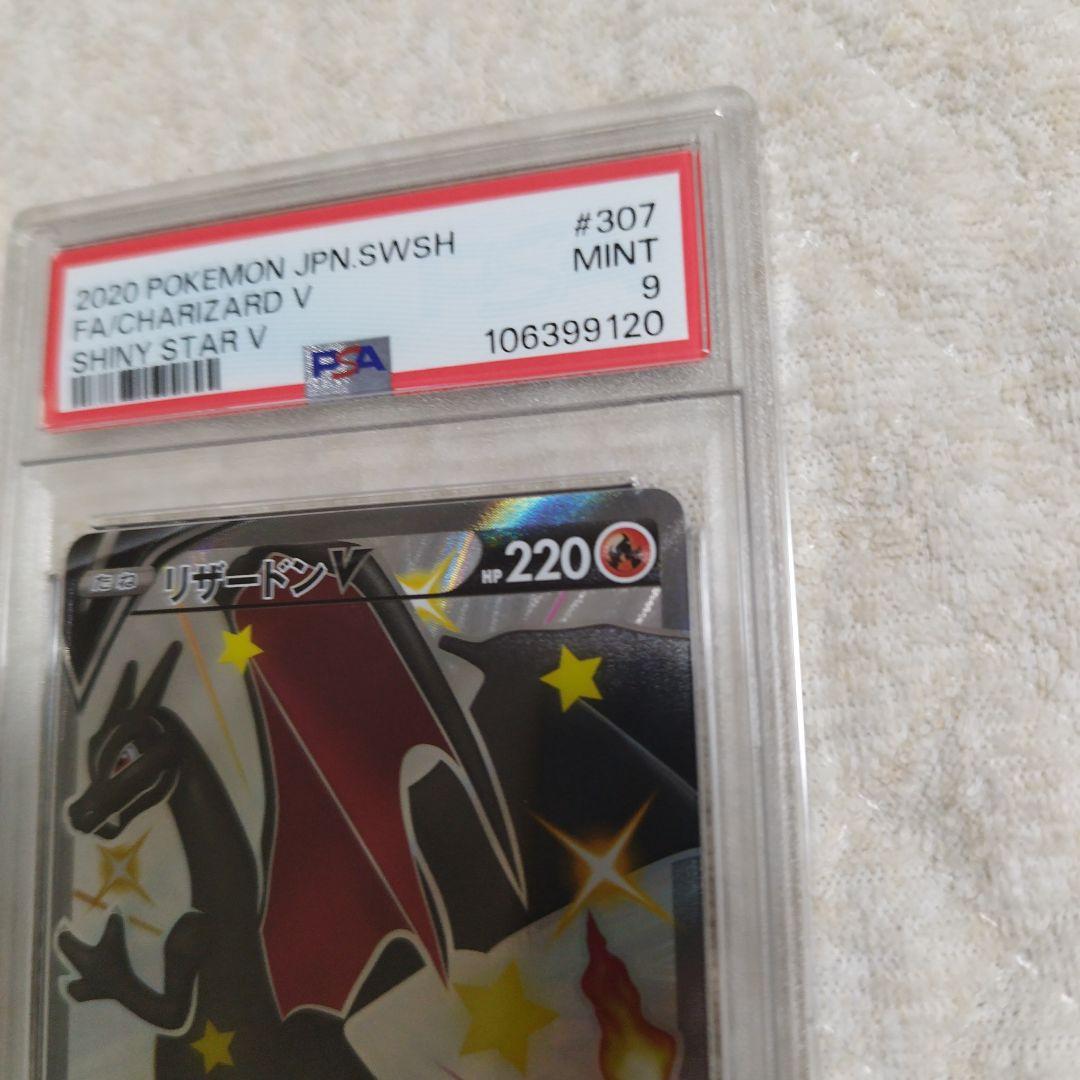 2020 POKEMON JPN.SWSH #307
FA/CHARIZARD V MINT
SHINY STAR V 9
106399120
PSA
たね リザードンV HP 220